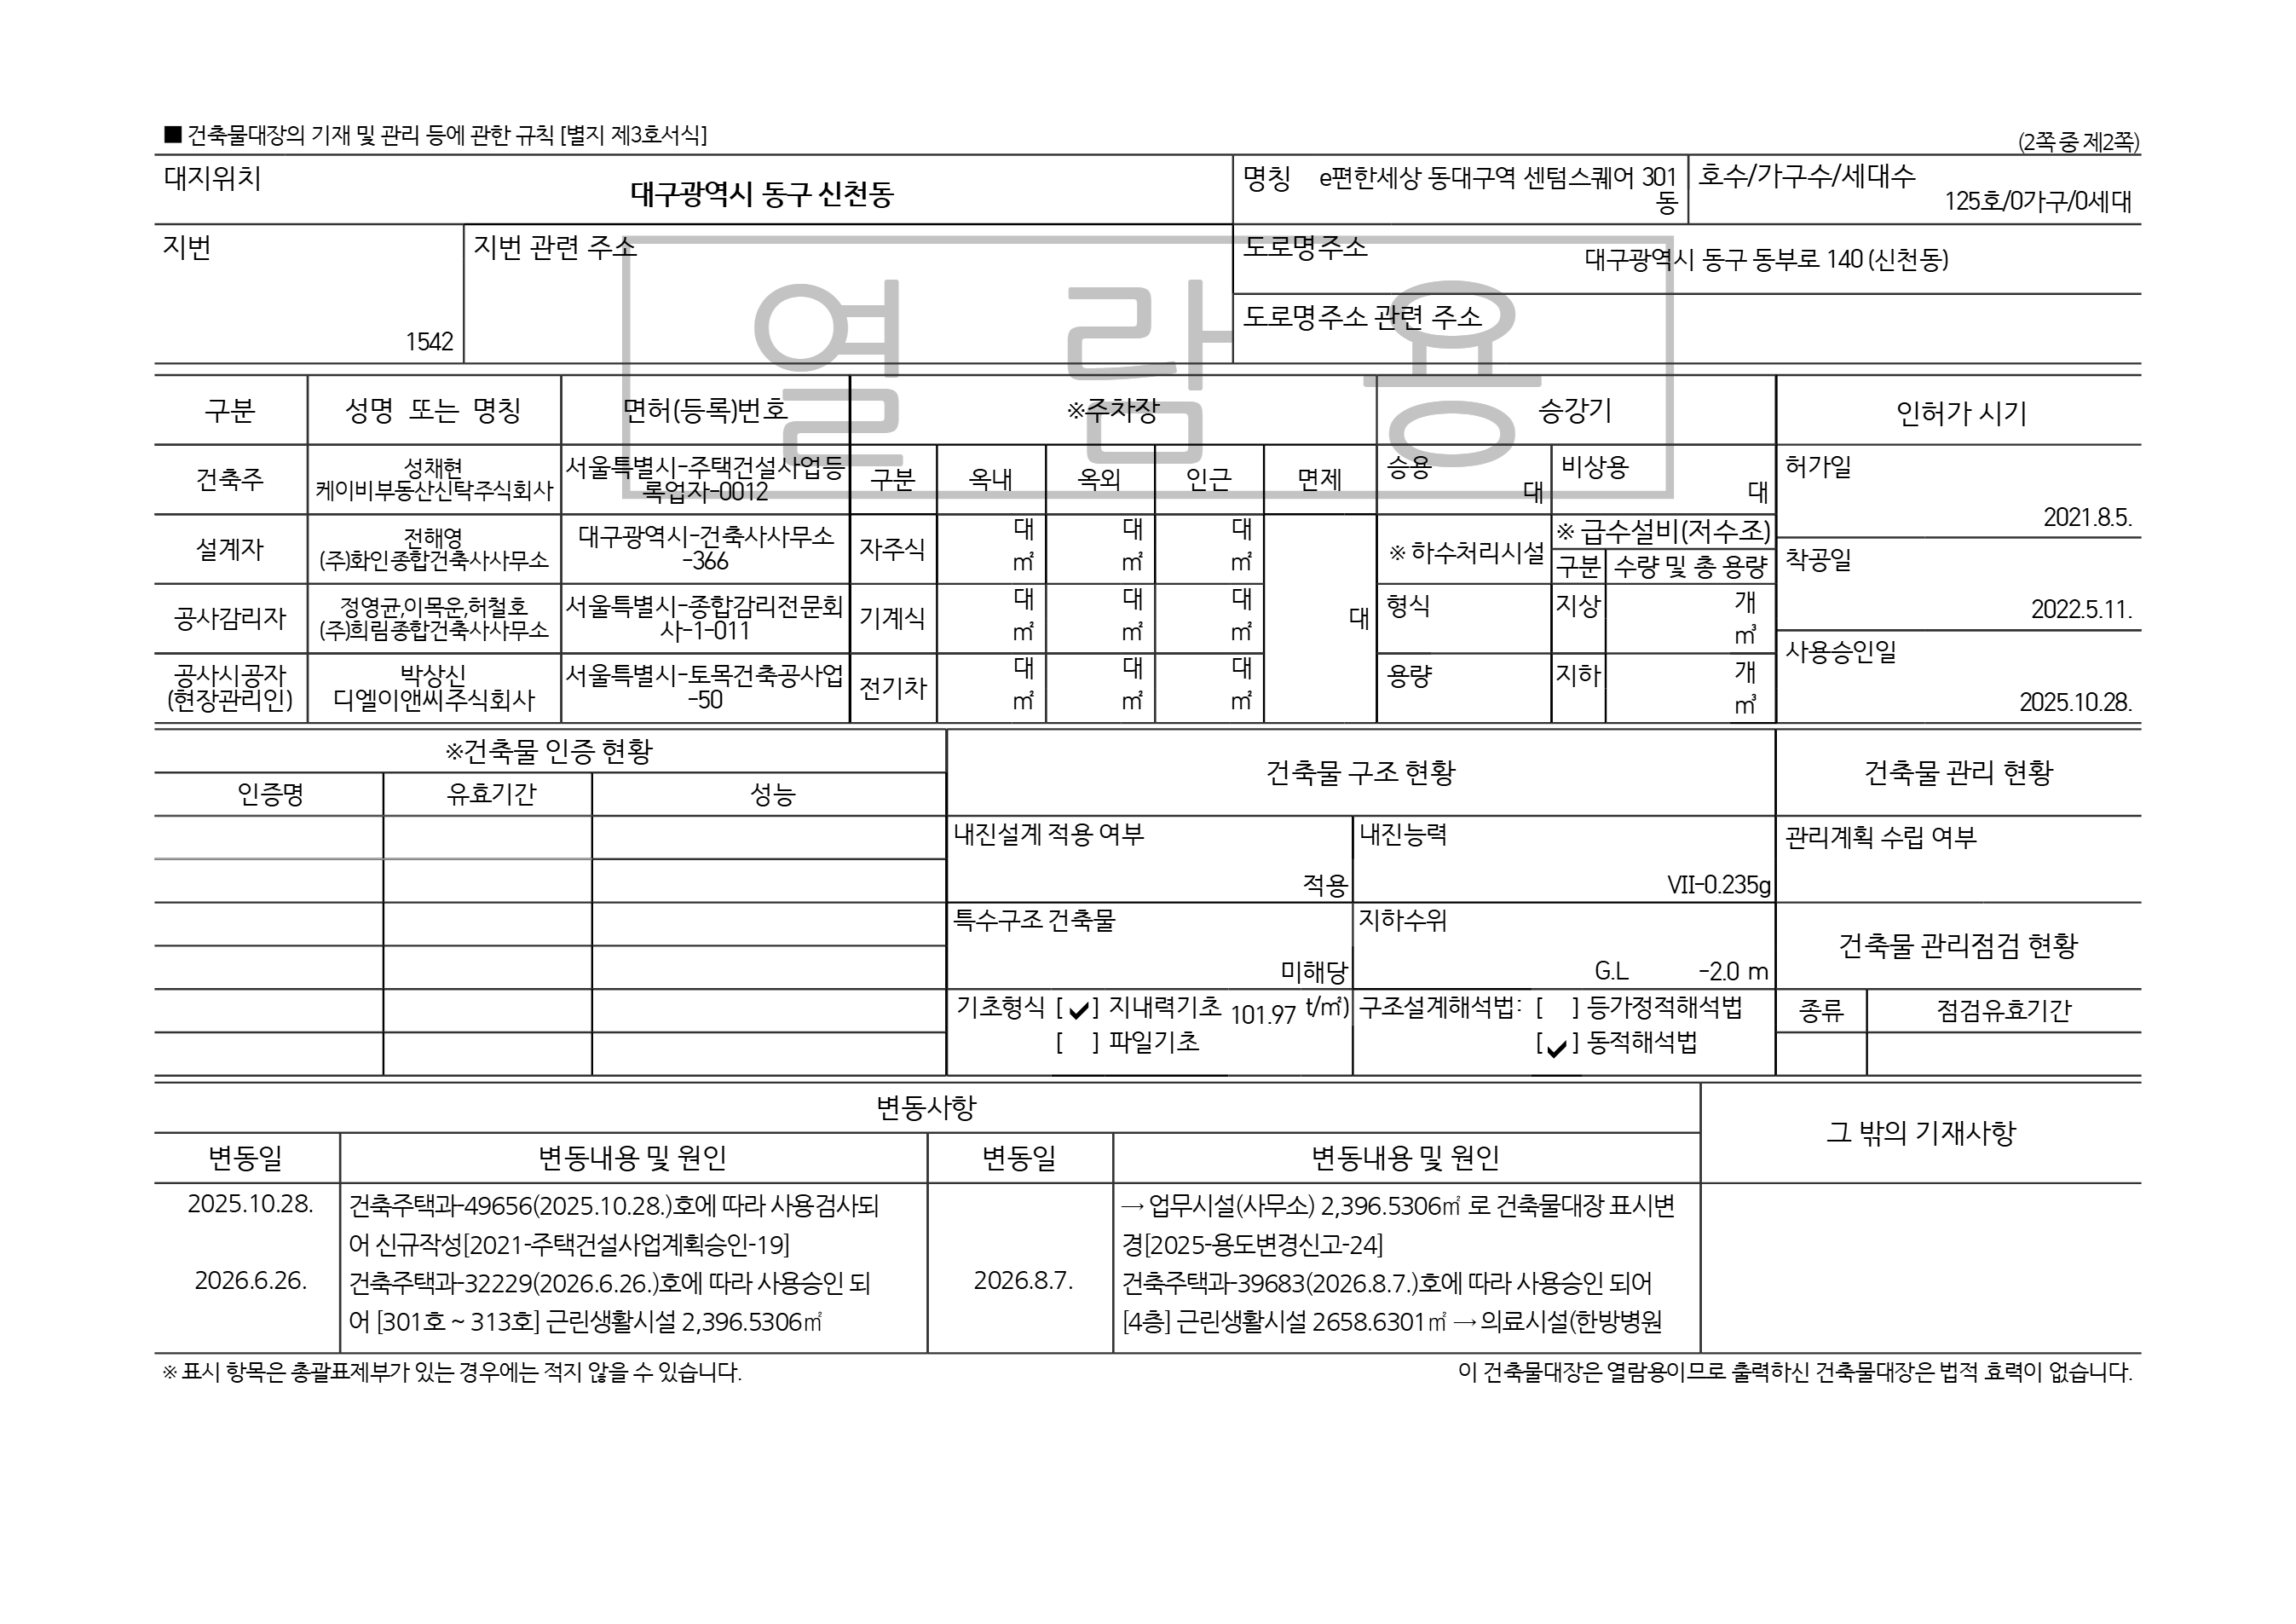 ■ 건축물대장의 기재 및 관리 등에 관한 규칙 [별지 제3호서식]
(2쪽 중 제2쪽)
대지위치
대구광역시 동구 신천동
명칭
e편한세상 동대구역 센텀스퀘어 301
동
호수/가구수/세대수
125호/0가구/0세대
지번
1542
지번 관련 주소
도로명주소
대구광역시 동구 동부로 140 (신천동)
도로명주소 관련 주소
열 람 용
구분
성명 또는 명칭
면허(등록)번호
※주차장
승강기
인허가 시기
건축주
성채현
케이비부동산신탁주식회사
서울특별시-주택건설사업등
록업자-0012
구분
옥내
옥외
인근
면제
승용
대
비상용
대
허가일
2021.8.5.
설계자
전해영
(주)화인종합건축사사무소
대구광역시-건축사사무소
-366
자주식
대
㎡
대
㎡
대
㎡
대
※ 하수처리시설
※ 급수설비(저수조)
구분
수량 및 총 용량
착공일
2022.5.11.
공사감리자
정영균,이목운,허철호
(주)희림종합건축사사무소
서울특별시-종합감리전문회
사-1-011
기계식
대
㎡
대
㎡
대
㎡
형식
지상
개
㎥
사용승인일
2025.10.28.
공사시공자
(현장관리인)
박상신
디엘이앤씨주식회사
서울특별시-토목건축공사업
-50
전기차
대
㎡
대
㎡
대
㎡
용량
지하
개
㎥
※건축물 인증 현황
건축물 구조 현황
건축물 관리 현황
인증명
유효기간
성능
내진설계 적용 여부
적용
내진능력
VII-0.235g
관리계획 수립 여부
특수구조 건축물
미해당
지하수위
G.L -2.0 m
건축물 관리점검 현황
기초형식 [✔] 지내력기초 101.97 t/㎡)
[ ] 파일기초
구조설계해석법: [ ] 등가정적해석법
[✔] 동적해석법
종류
점검유효기간
변동사항
그 밖의 기재사항
변동일
변동내용 및 원인
변동일
변동내용 및 원인
2025.10.28.
건축주택과-49656(2025.10.28.)호에 따라 사용검사되
어 신규작성[2021-주택건설사업계획승인-19]
2026.6.26.
건축주택과-32229(2026.6.26.)호에 따라 사용승인 되
어 [301호 ~ 313호] 근린생활시설 2,396.5306㎡
→ 업무시설(사무소) 2,396.5306㎡ 로 건축물대장 표시변
경[2025-용도변경신고-24]
2026.8.7.
건축주택과-39683(2026.8.7.)호에 따라 사용승인 되어
[4층] 근린생활시설 2658.6301㎡ → 의료시설(한방병원
※ 표시 항목은 총괄표제부가 있는 경우에는 적지 않을 수 있습니다.
이 건축물대장은 열람용이므로 출력하신 건축물대장은 법적 효력이 없습니다.